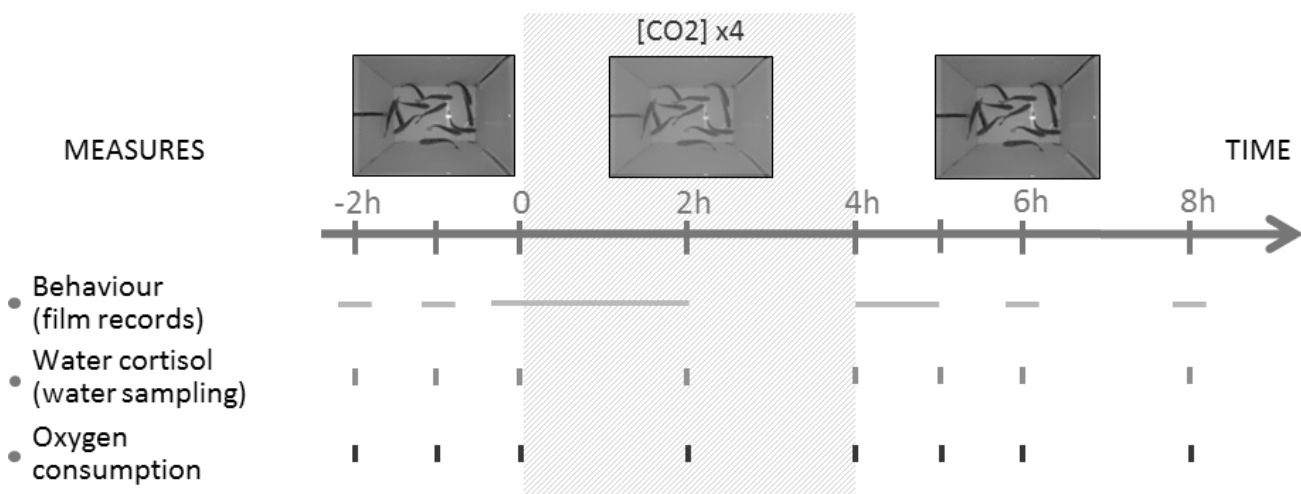 [CO2] x4
MEASURES
TIME
-2h
0
2h
4h
6h
8h
Behaviour
(film records)
Water cortisol
(water sampling)
Oxygen
consumption